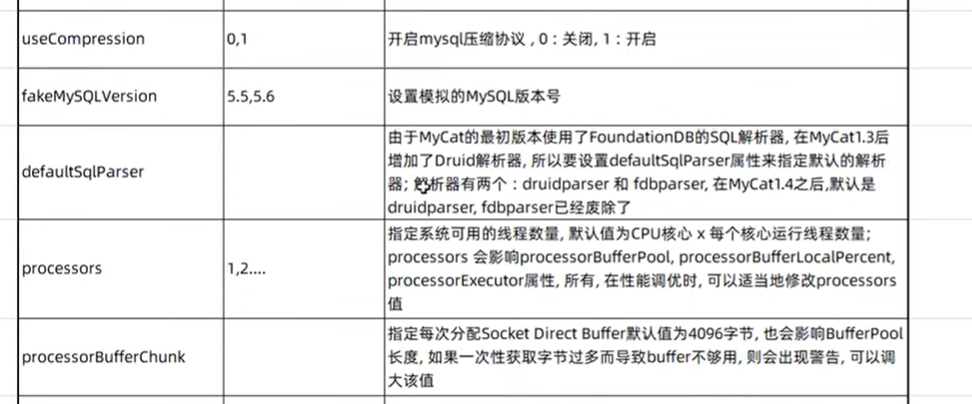 useCompression 0,1 开启mysql压缩协议 , 0 : 关闭, 1 : 开启
fakeMySQLVersion 5.5,5.6 设置模拟的MySQL版本号
defaultSqlParser
由于MyCat的最初版本使用了FoundationDB的SQL解析器, 在MyCat1.3后
增加了Druid解析器, 所以要设置defaultSqlParser属性来指定默认的解析
器; 解析器有两个 : druidparser 和 fdbparser, 在MyCat1.4之后,默认是
druidparser, fdbparser已经废除了
processors 1,2....
指定系统可用的线程数量, 默认值为CPU核心 x 每个核心运行线程数量;
processors 会影响processorBufferPool, processorBufferLocalPercent,
processorExecutor属性, 所有, 在性能调优时, 可以适当地修改processors
值
processorBufferChunk
指定每次分配Socket Direct Buffer默认值为4096字节, 也会影响BufferPool
长度, 如果一次性获取字节过多而导致buffer不够用, 则会出现警告, 可以调
大该值